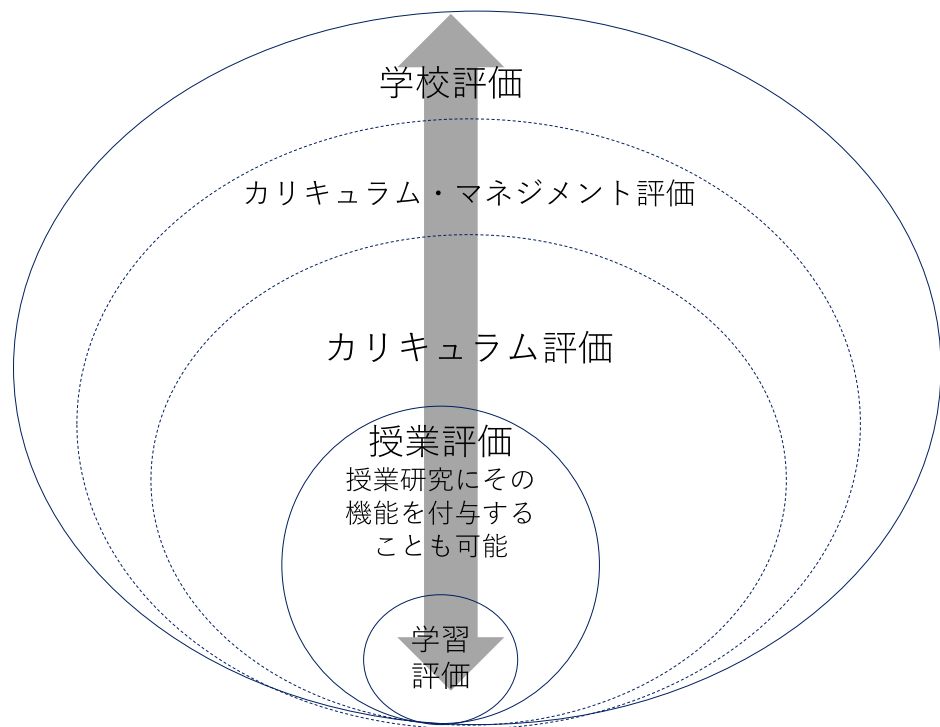 学校評価
カリキュラム・マネジメント評価
カリキュラム評価
授業評価
授業研究にその
機能を付与する
ことも可能
学習
評価